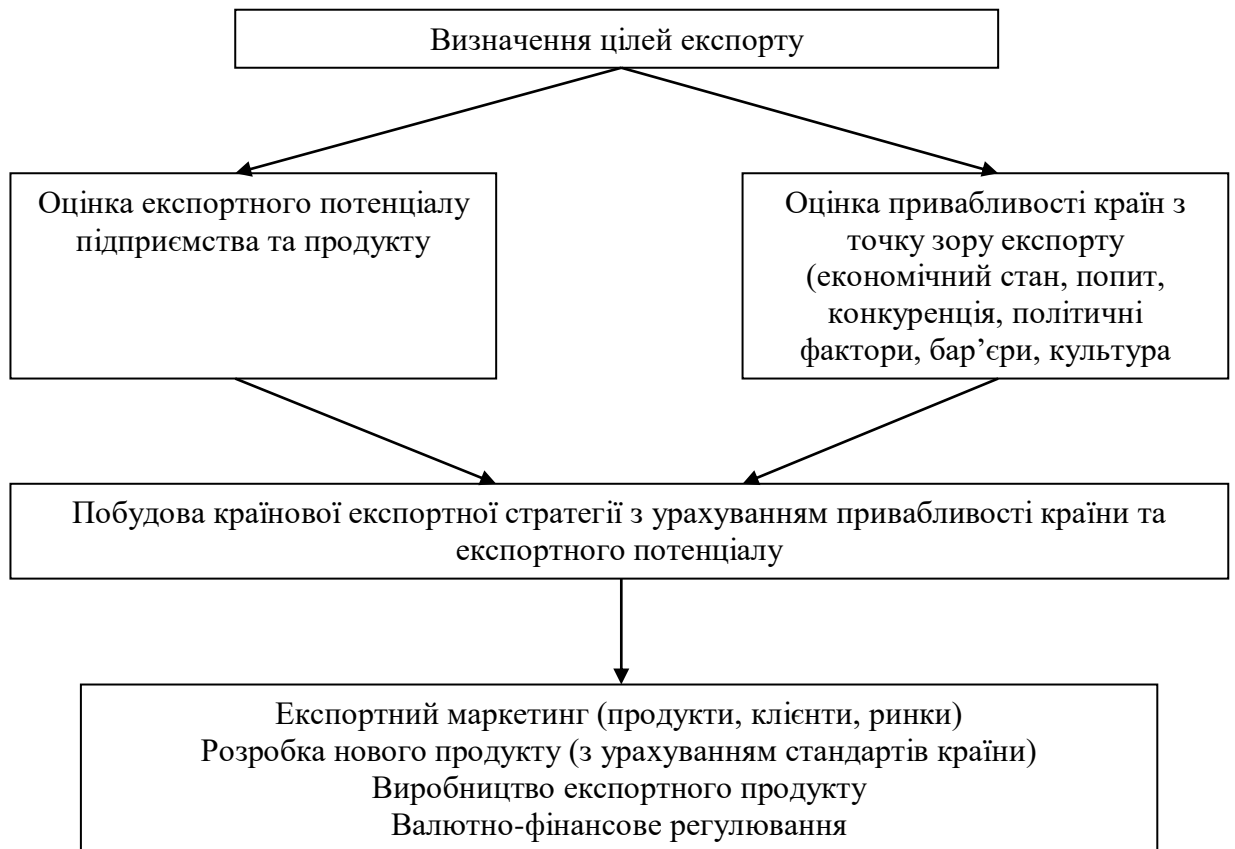 Визначення цілей експорту
Оцінка експортного потенціалу
підприємства та продукту
Оцінка привабливості країн з
точку зору експорту
(економічний стан, попит,
конкуренція, політичні
фактори, бар’єри, культура
Побудова країнової експортної стратегії з урахуванням привабливості країни та
експортного потенціалу
Експортний маркетинг (продукти, клієнти, ринки)
Розробка нового продукту (з урахуванням стандартів країни)
Виробництво експортного продукту
Валютно-фінансове регулювання